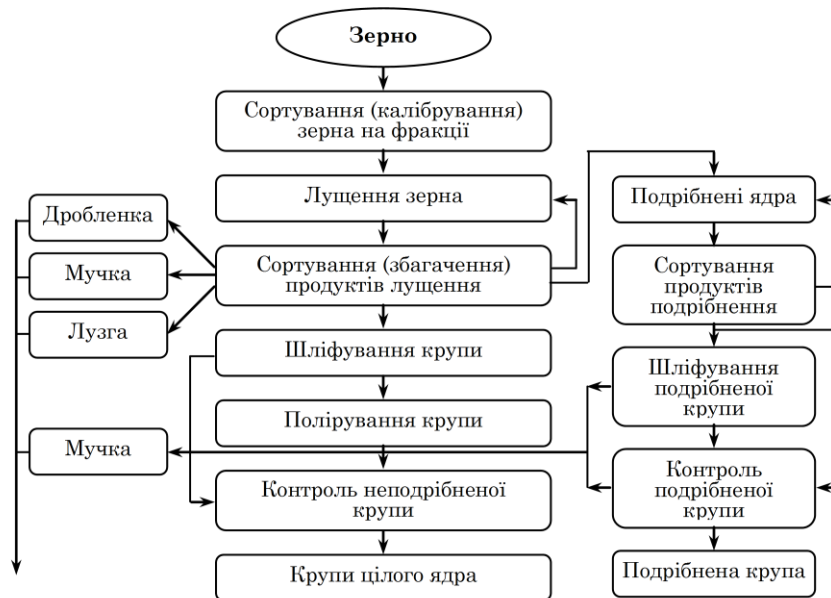 Зерно
Сортування (калібрування)
зерна на фракції
Лущення зерна
Подрібнені ядра
Дробленка
Сортування (збагачення)
продуктів лущення
Мучка
Сортування
продуктів
подрібнення
Лузга
Шліфування крупи
Шліфування
подрібненої
крупи
Полірування крупи
Мучка
Контроль неподрібненої
крупи
Контроль
подрібненої
крупи
Крупи цілого ядра
Подрібнена крупа